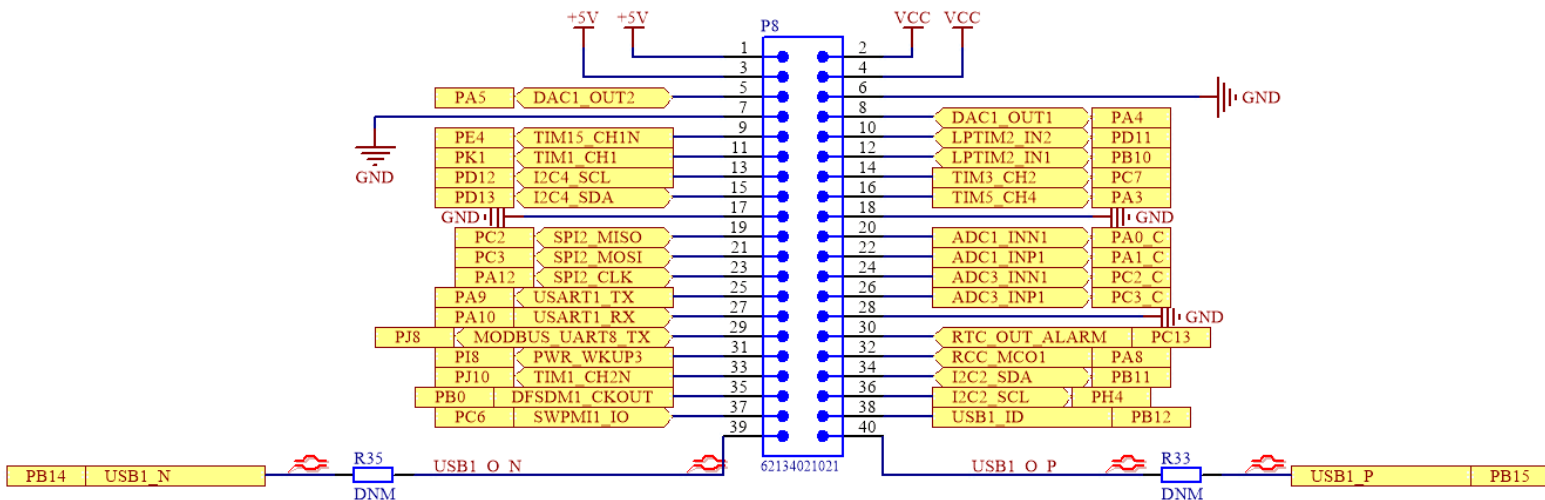 +5V +5V P8 VCC VCC
1 2
3 4
PA5 DAC1_OUT2 5 6 GND
7 8 DAC1_OUT1 PA4
PE4 TIM15_CH1N 9 10 LPTIM2_IN2 PD11
PK1 TIM1_CH1 11 12 LPTIM2_IN1 PB10
GND PD12 I2C4_SCL 13 14 TIM3_CH2 PC7
PD13 I2C4_SDA 15 16 TIM5_CH4 PA3
GND 17 18 GND
PC2 SPI2_MISO 19 20 ADC1_INN1 PA0_C
PC3 SPI2_MOSI 21 22 ADC1_INP1 PA1_C
PA12 SPI2_CLK 23 24 ADC3_INN1 PC2_C
PA9 USART1_TX 25 26 ADC3_INP1 PC3_C
PA10 USART1_RX 27 28 GND
PJ8 MODBUS_UART8_TX 29 30 RTC_OUT_ALARM PC13
PI8 PWR_WKUP3 31 32 RCC_MCO1 PA8
PJ10 TIM1_CH2N 33 34 I2C2_SDA PB11
PB0 DFSDM1_CKOUT 35 36 I2C2_SCL PH4
PC6 SWPMI1_IO 37 38 USB1_ID PB12
39 40
R35 USB1_O_N 62134021021 USB1_O_P R33
PB14 USB1_N USB1_P PB15
DNM DNM